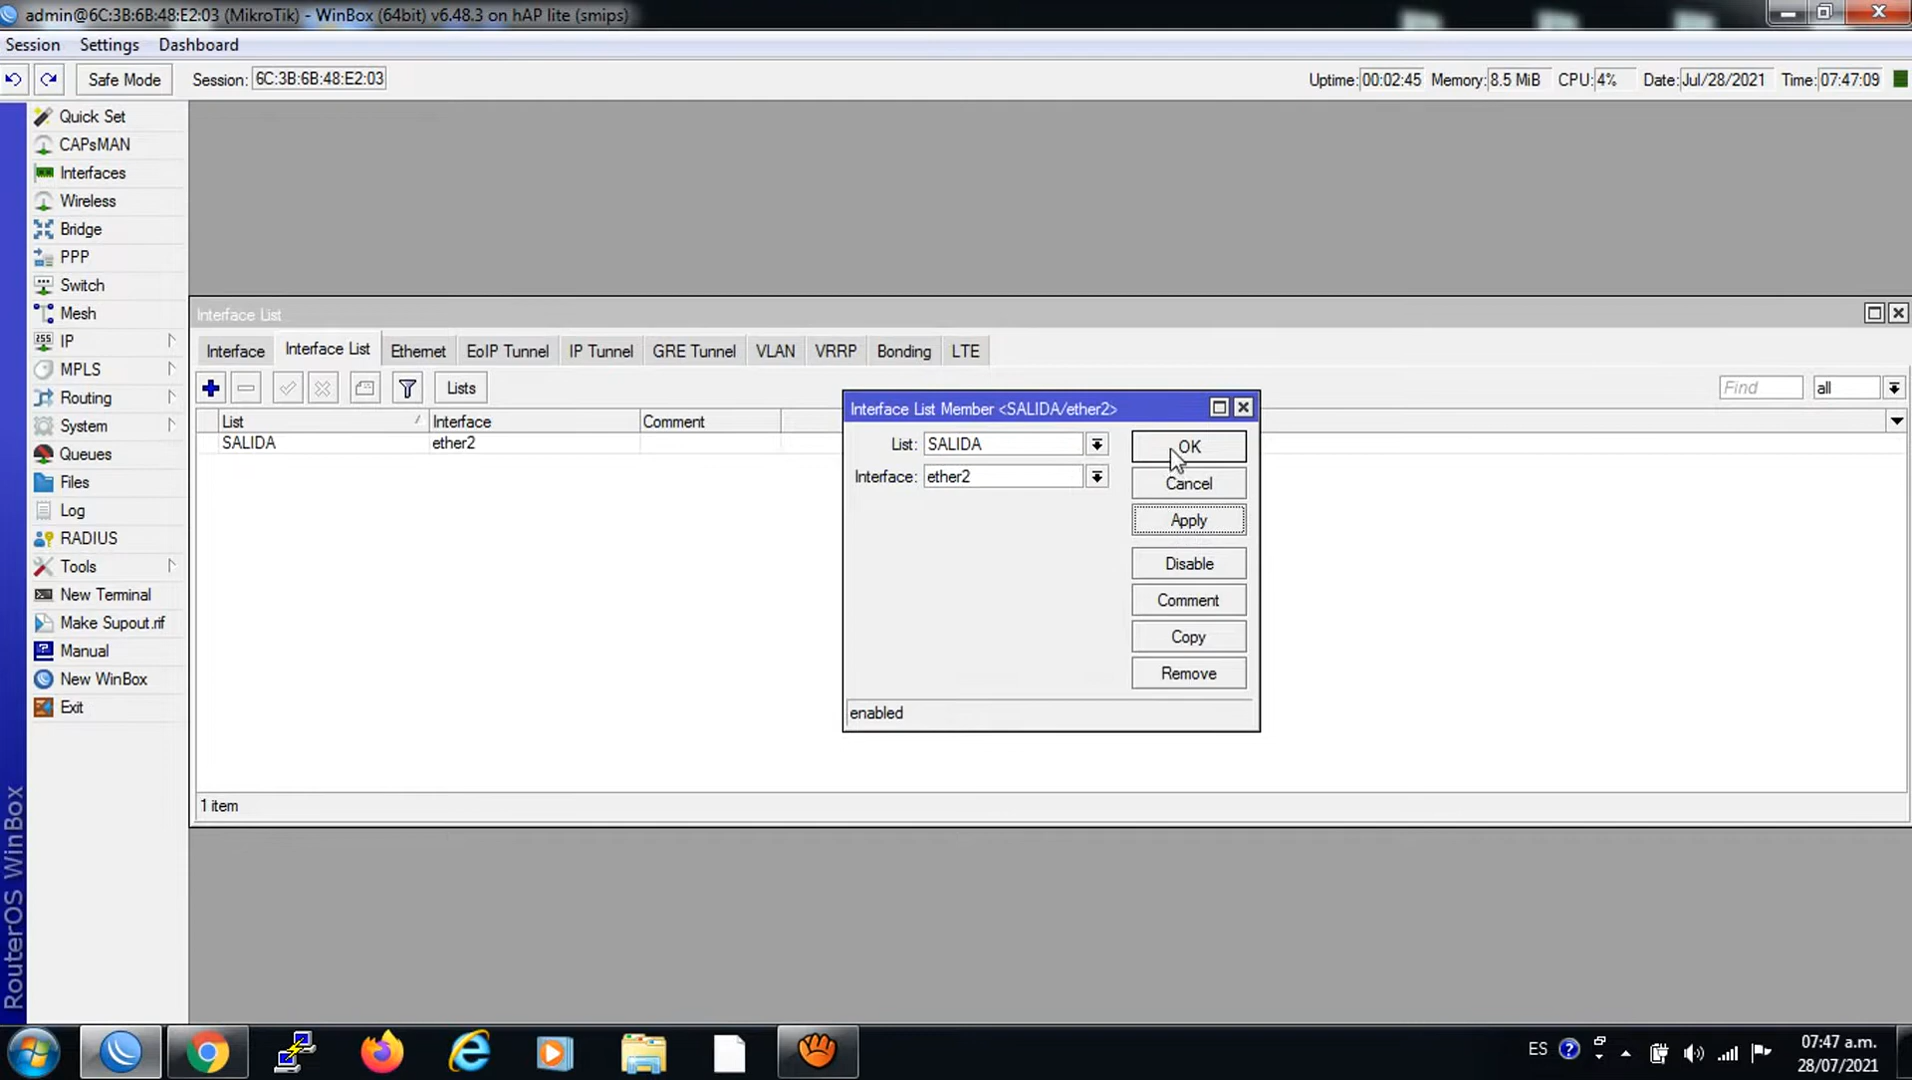 admin@6C:3B:6B:48:E2:03 (MikroTik) - WinBox (64bit) v6.48.3 on hAP lite (smips)
Session Settings Dashboard
Safe Mode Session: 6C:3B:6B:48:E2:03 Uptime: 00:02:45 Memory: 8.5 MiB CPU: 4% Date: Jul/28/2021 Time: 07:47:09
Quick Set
CAPsMAN
Interfaces
Wireless
Bridge
PPP
Switch
Mesh
IP
MPLS
Routing
System
Queues
Files
Log
RADIUS
Tools
New Terminal
Make Supout.rif
Manual
New WinBox
Exit
RouterOS WinBox
Interface List
Interface Interface List Ethernet EoIP Tunnel IP Tunnel GRE Tunnel VLAN VRRP Bonding LTE
Lists Find all
List Interface Comment
SALIDA ether2
1 item
Interface List Member <SALIDA/ether2>
List: SALIDA
Interface: ether2
OK
Cancel
Apply
Disable
Comment
Copy
Remove
enabled
ES 07:47 a.m.
28/07/2021